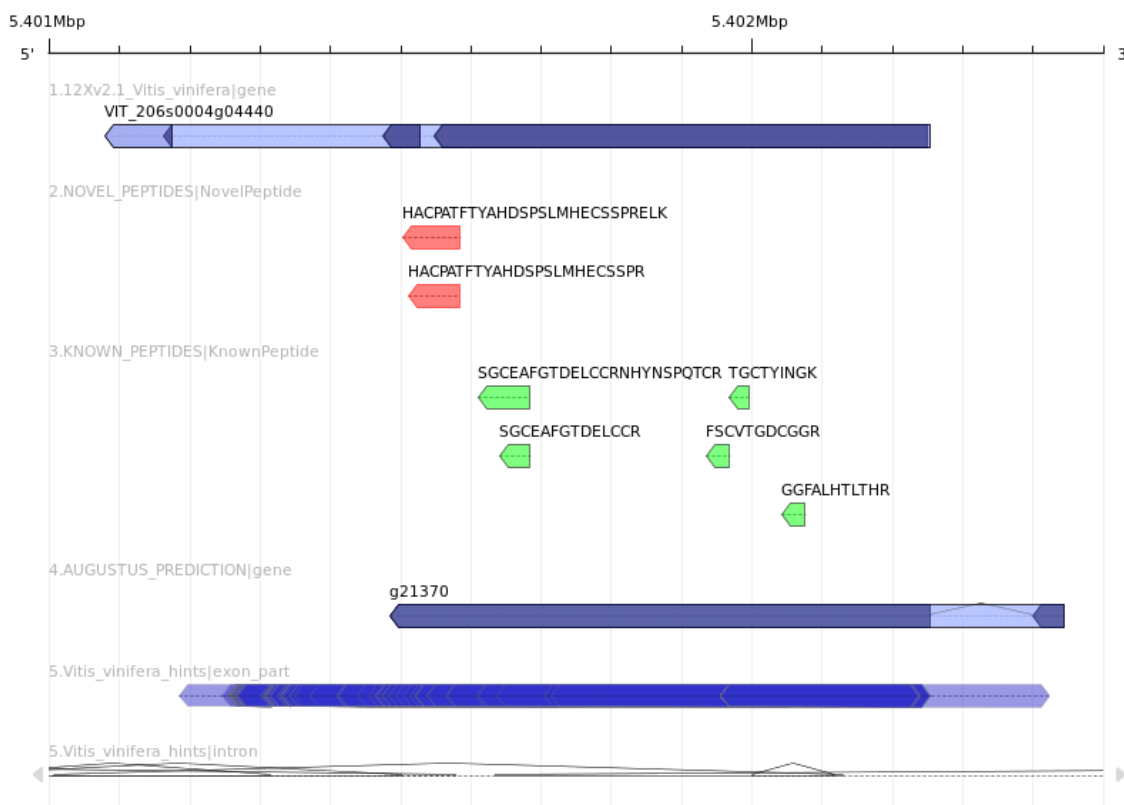 5.401Mbp 5.402Mbp
5' 3
1.12Xv2.1_Vitis_vinifera|gene
VIT_206s0004g04440
2.NOVEL_PEPTIDES|NovelPeptide
HACPATFTYAHDSPSLMHECSSPRELK
HACPATFTYAHDSPSLMHECSSPR
3.KNOWN_PEPTIDES|KnownPeptide
SGCEAFGTDELCCRNHYNSPQTCR TGCTYINGK
SGCEAFGTDELCCR FSCVTGDCGGR
GGFALHTLTHR
4.AUGUSTUS_PREDICTION|gene
g21370
5.Vitis_vinifera_hints|exon_part
5.Vitis_vinifera_hints|intron